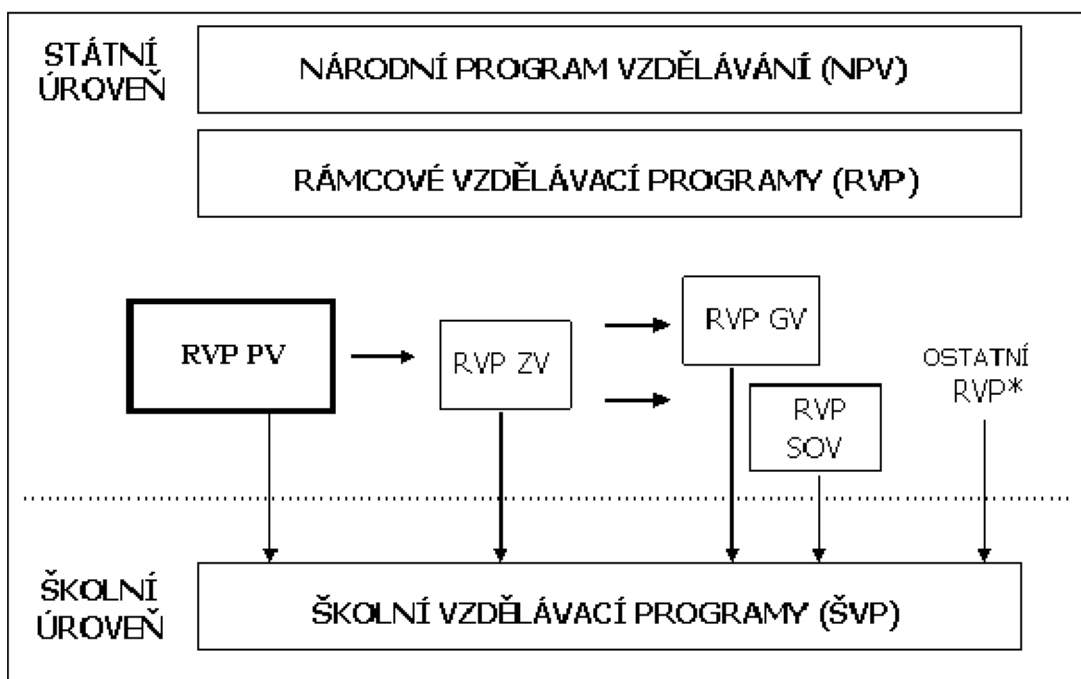 STÁTNÍ
ÚROVEŇ
NÁRODNÍ PROGRAM VZDĚLÁVÁNÍ (NPV)
RÁMCOVÉ VZDĚLÁVACÍ PROGRAMY (RVP)
RVP PV
RVP ZV
RVP GV
RVP
SOV
OSTATNÍ
RVP*
ŠKOLNÍ
ÚROVEŇ
ŠKOLNÍ VZDĚLÁVACÍ PROGRAMY (ŠVP)